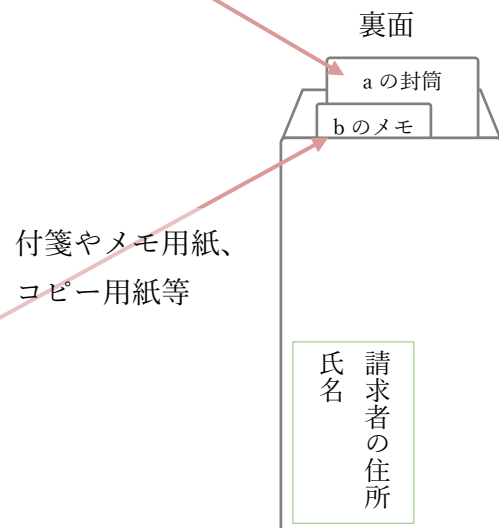 裏面
aの封筒
bのメモ
付箋やメモ用紙、
コピー用紙等
請求者の住所
氏名